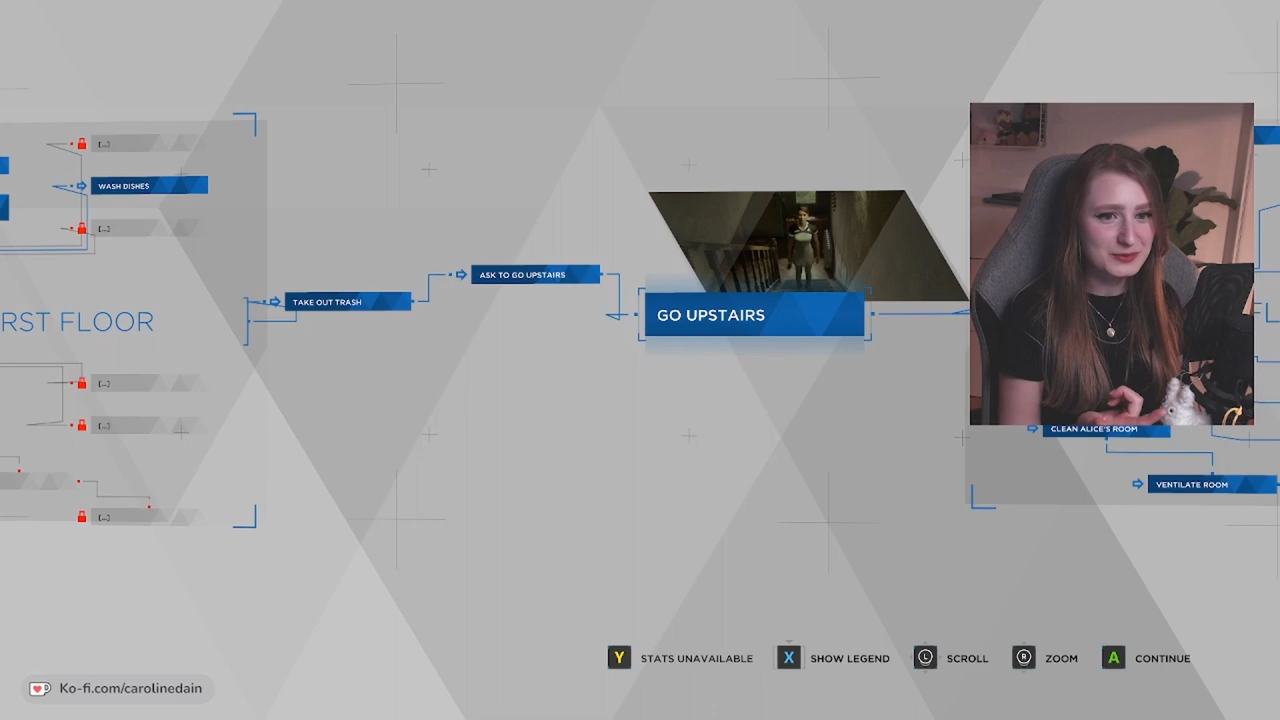 [...]
WASH DISHES
[...]
ASK TO GO UPSTAIRS
TAKE OUT TRASH
RST FLOOR
GO UPSTAIRS
[...]
[...]
CLEAN ALICE'S ROOM
VENTILATE ROOM
[...]
Y STATS UNAVAILABLE X SHOW LEGEND L SCROLL R ZOOM A CONTINUE
Ko-fi.com/carolinedain